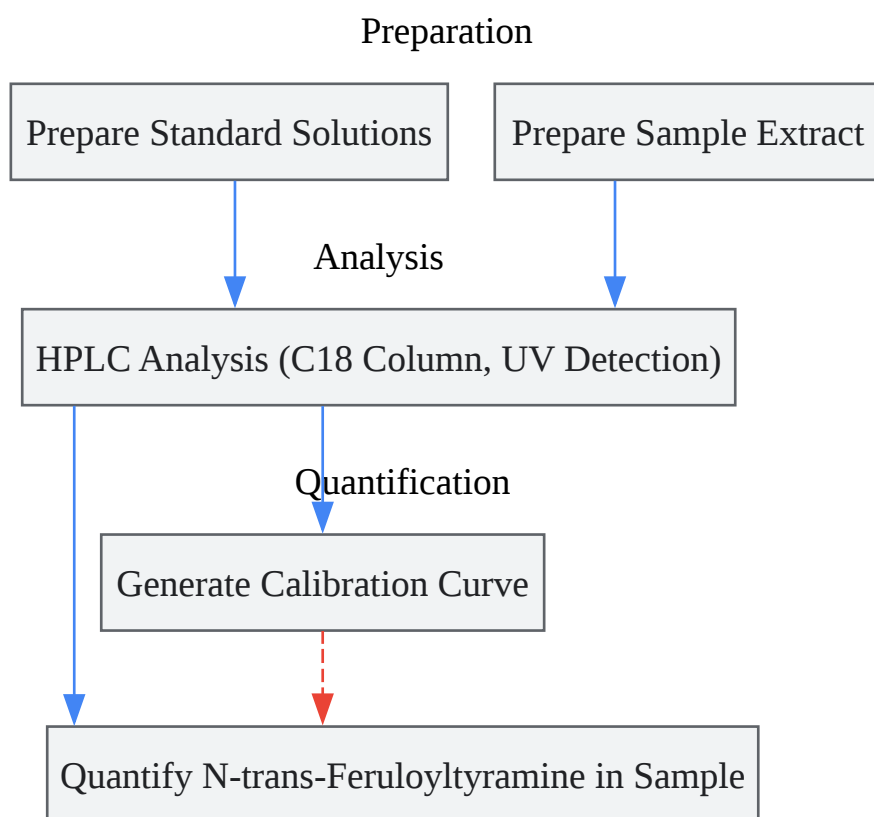 Preparation
Prepare Standard Solutions
Prepare Sample Extract
Analysis
HPLC Analysis (C18 Column, UV Detection)
Quantification
Generate Calibration Curve
Quantify N-trans-Feruloyltyramine in Sample